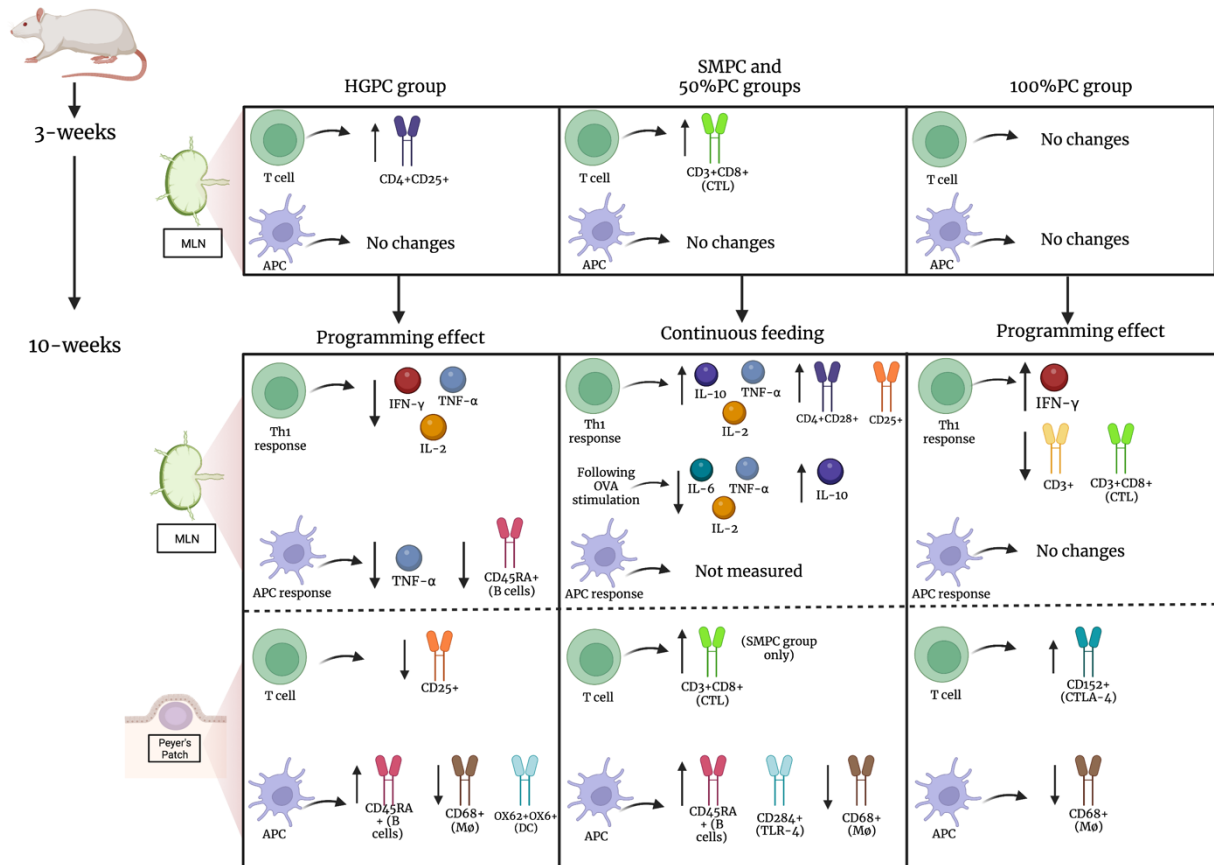 HGPC group
SMPC and
50%PC groups
100%PC group
3-weeks
MLN
T cell
CD4+CD25+
APC
No changes
T cell
CD3+CD8+
(CTL)
APC
No changes
T cell
No changes
APC
No changes
10-weeks
Programming effect
Continuous feeding
Programming effect
MLN
Th1
response
IFN-γ
TNF-α
IL-2
APC response
TNF-α
CD45RA+
(B cells)
Th1
response
IL-10
TNF-α
IL-2
CD4+CD28+
CD25+
Following
OVA
stimulation
IL-6
TNF-α
IL-2
IL-10
APC response
Not measured
Th1
response
IFN-γ
CD3+
CD3+CD8+
(CTL)
APC response
No changes
Peyer's
Patch
T cell
CD25+
APC
CD45RA
+ (B
cells)
CD68+
(Mø)
OX62+OX6+
(DC)
T cell
CD3+CD8+
(CTL)
(SMPC group
only)
APC
CD45RA
+ (B
cells)
CD284+
(TLR-4)
CD68+
(Mø)
T cell
CD152+
(CTLA-4)
APC
CD68+
(Mø)